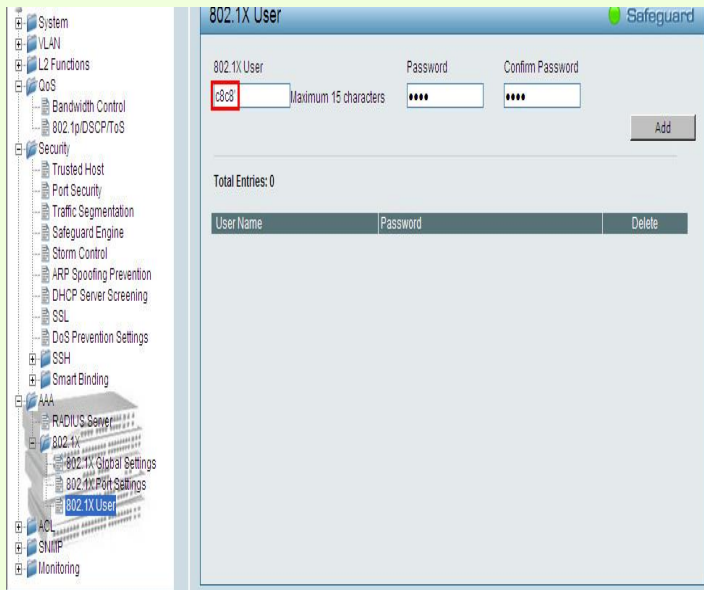 System
VLAN
L2 Functions
QoS
Bandwidth Control
802.1p/DSCP/ToS
Security
Trusted Host
Port Security
Traffic Segmentation
Safeguard Engine
Storm Control
ARP Spoofing Prevention
DHCP Server Screening
SSL
DoS Prevention Settings
SSH
Smart Binding
AAA
RADIUS Server
802.1X
802.1X Global Settings
802.1X Port Settings
802.1X User
ACL
SNMP
Monitoring
802.1X User
Safeguard
802.1X User Password Confirm Password
c8c8' Maximum 15 characters •••• ••••
Add
Total Entries: 0
User Name Password Delete